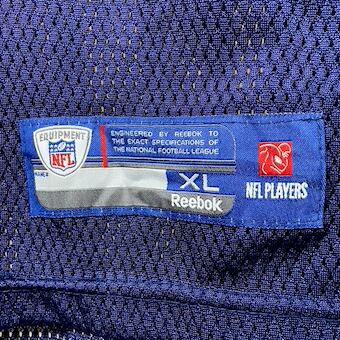 EQUIPMENT
NFL
ENGINEERED BY REEBOK TO
THE EXACT SPECIFICATIONS OF
THE NATIONAL FOOTBALL LEAGUE
XL
Reebok
NFL PLAYERS